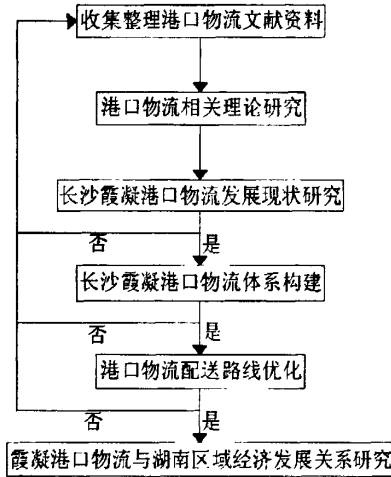 收集整理港口物流文献资料
港口物流相关理论研究
长沙霞凝港口物流发展现状研究
否
是
长沙霞凝港口物流体系构建
否
是
港口物流配送路线优化
否
是
霞凝港口物流与湖南区域经济发展关系研究